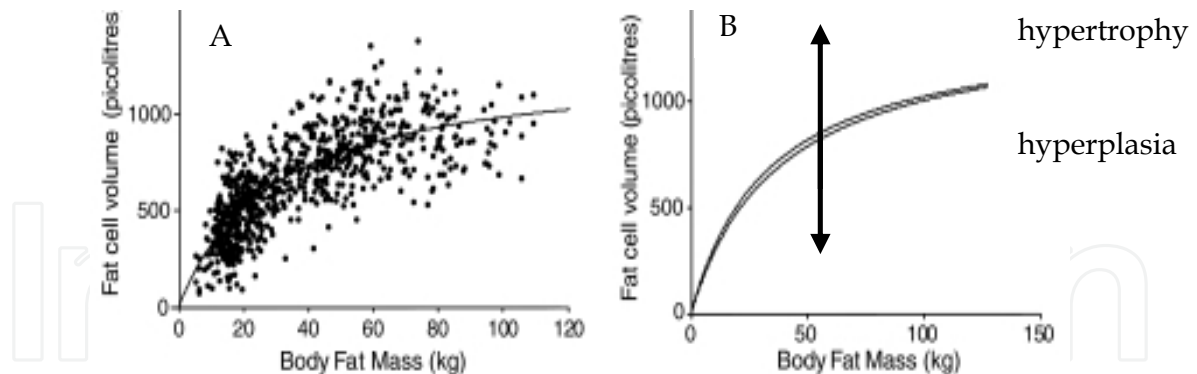 A
Fat cell volume (picolitres)
1000
500
0
0 20 40 60 80 100 120
Body Fat Mass (kg)
B
hypertrophy
hyperplasia
Fat cell volume (picolitres)
1000
500
0
0 50 100 150
Body Fat Mass (kg)